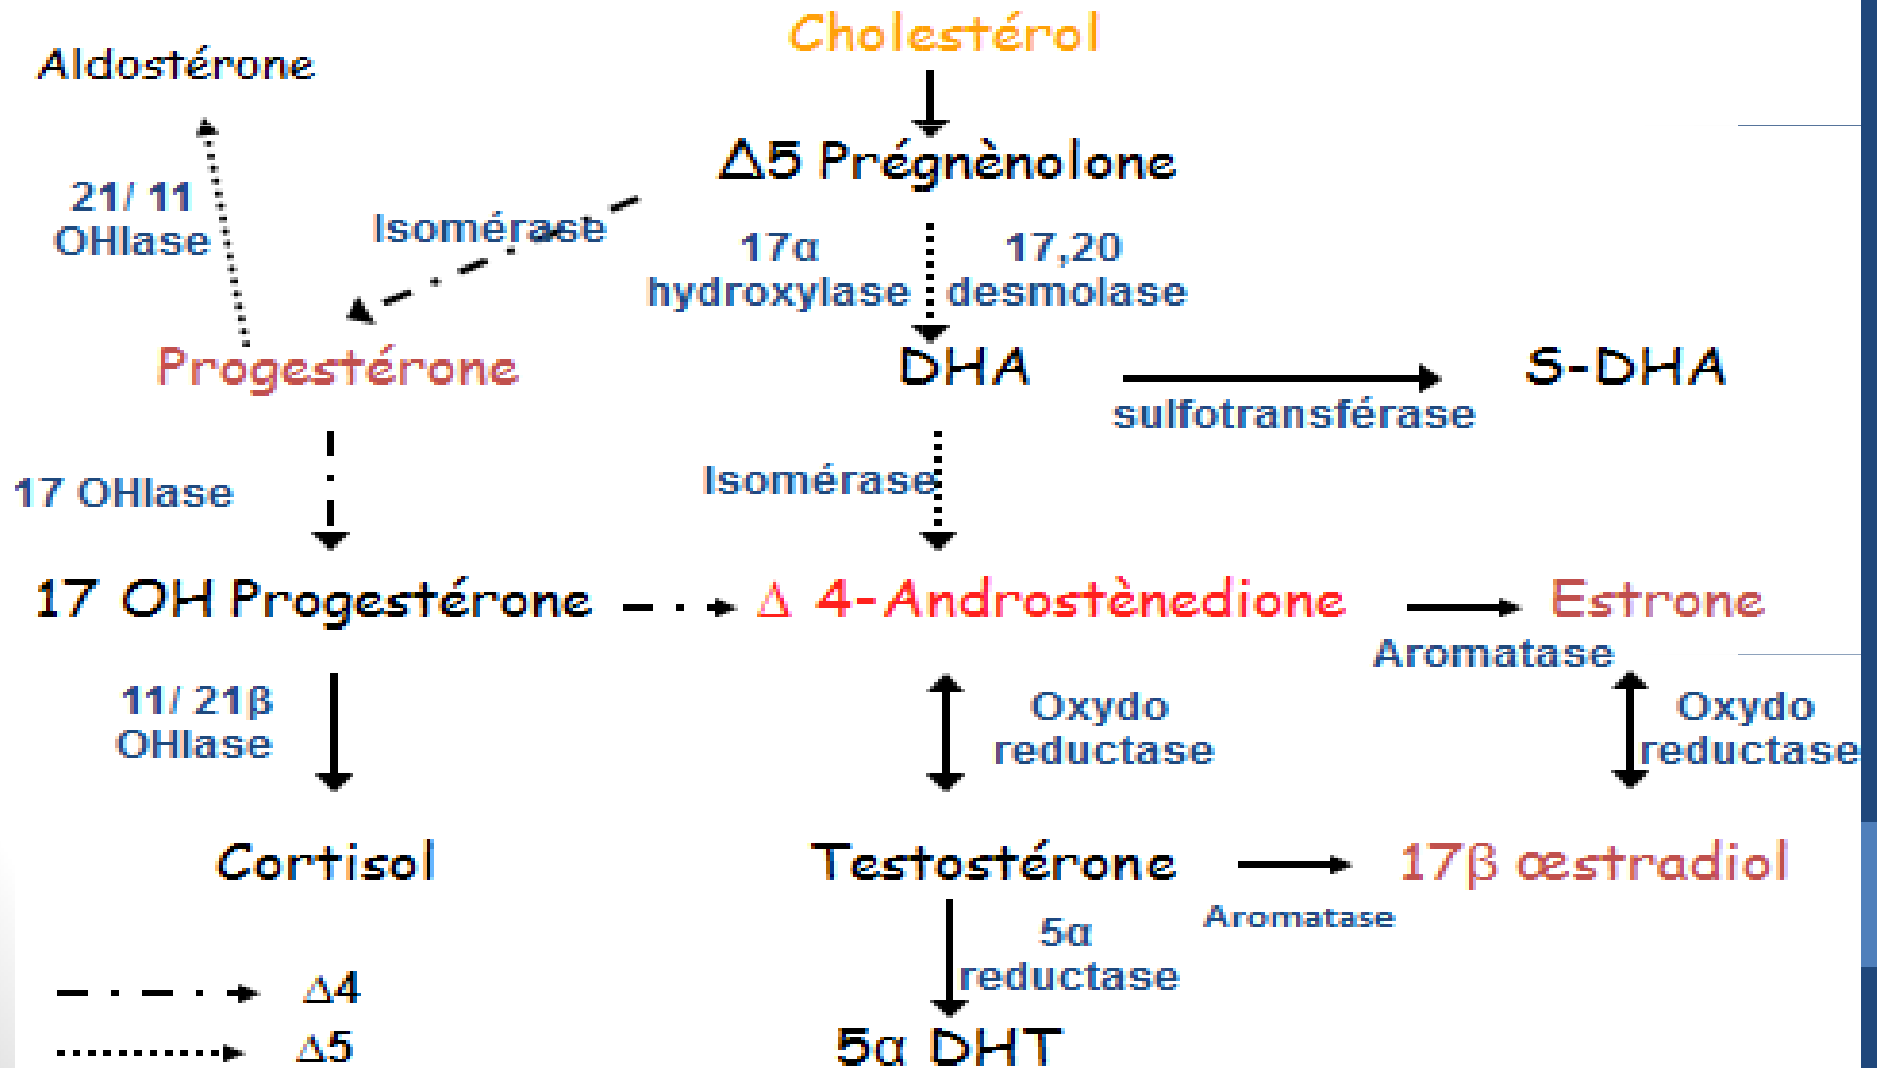 Cholestérol
Aldostérone
Δ5 Prégnènolone
21/ 11
OHlase
Isomérase
17α
hydroxylase
17,20
desmolase
Progestérone
DHA
S-DHA
sulfotransférase
17 OHlase
Isomérase
17 OH Progestérone
Δ 4-Androstènedione
Estrone
Aromatase
11/ 21β
OHlase
Oxydo
reductase
Oxydo
reductase
Cortisol
Testostérone
17β œstradiol
Aromatase
5α
reductase
Δ4
Δ5
5α DHT